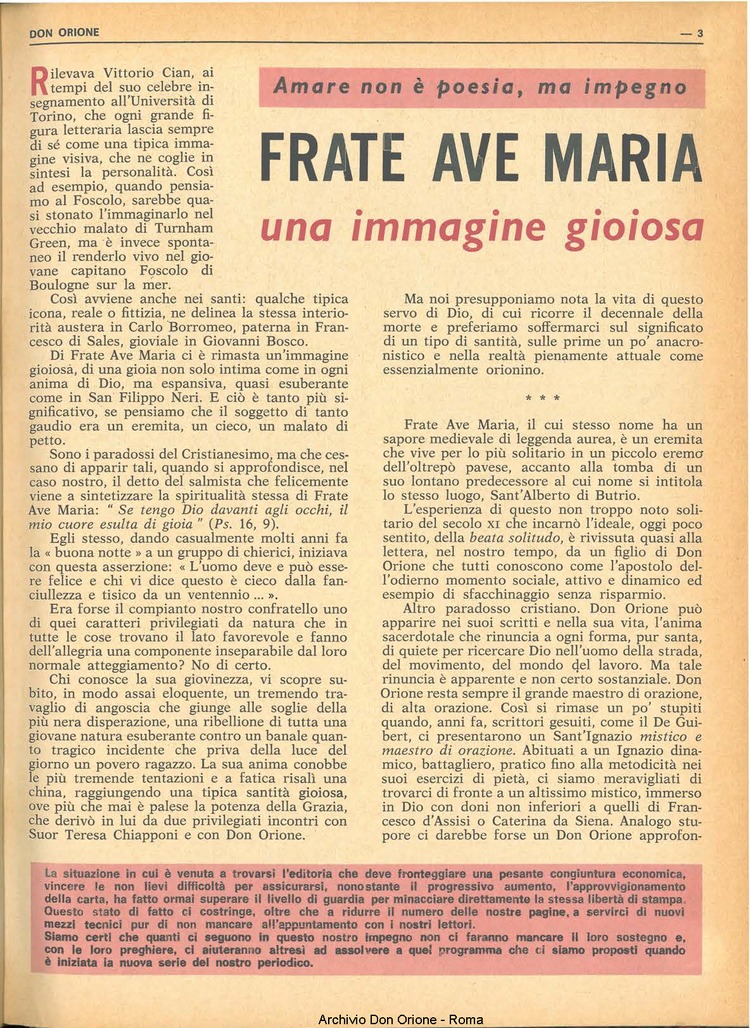 DON ORIONE
— 3
Rilevava Vittorio Cian, ai
tempi del suo celebre in-
segnamento all'Università di
Torino, che ogni grande fi-
gura letteraria lascia sempre
di sé come una tipica imma-
gine visiva, che ne coglie in
sintesi la personalità. Così
ad esempio, quando pensia-
mo al Foscolo, sarebbe qua-
si stonato l'immaginarlo nel
vecchio malato di Turnham
Green, ma è invece sponta-
neo il renderlo vivo nel gio-
vane capitano Foscolo di
Boulogne sur la mer.
Così avviene anche nei santi: qualche tipica
icona, reale o fittizia, ne delinea la stessa interio-
rità austera in Carlo Borromeo, paterna in Fran-
cesco di Sales, gioviale in Giovanni Bosco.
Di Frate Ave Maria ci è rimasta un'immagine
gioiosa, di una gioia non solo intima come in ogni
anima di Dio, ma espansiva, quasi esuberante
come in San Filippo Neri. E ciò è tanto più si-
gnificativo, se pensiamo che il soggetto di tanto
gaudio era un eremita, un cieco, un malato di
petto.
Sono i paradossi del Cristianesimo, ma che ces-
sano di apparir tali, quando si approfondisce, nel
caso nostro, il detto del salmista che felicemente
viene a sintetizzare la spiritualità stessa di Frate
Ave Maria: " Se tengo Dio davanti agli occhi, il
mio cuore esulta di gioia " (Ps. 16, 9).
Egli stesso, dando casualmente molti anni fa
la « buona notte » a un gruppo di chierici, iniziava
con questa asserzione: « L'uomo deve e può esse-
re felice e chi vi dice questo è cieco dalla fan-
ciullezza e tisico da un ventennio ... ».
Era forse il compianto nostro confratello uno
di quei caratteri privilegiati da natura che in
tutte le cose trovano il lato favorevole e fanno
dell'allegria una componente inseparabile dal loro
normale atteggiamento? No di certo.
Chi conosce la sua giovinezza, vi scopre su-
bito, in modo assai eloquente, un tremendo tra-
vaglio di angoscia che giunge alle soglie della
più nera disperazione, una ribellione di tutta una
giovane natura esuberante contro un banale quan-
to tragico incidente che priva della luce del
giorno un povero ragazzo. La sua anima conobbe
le più tremende tentazioni e a fatica risalì una
china, raggiungendo una tipica santità gioiosa,
ove più che mai è palese la potenza della Grazia,
che derivò in lui da due privilegiati incontri con
Suor Teresa Chiapponi e con Don Orione.
Amare non è poesia, ma impegno
FRATE AVE MARIA
una immagine gioiosa
Ma noi presupponiamo nota la vita di questo
servo di Dio, di cui ricorre il decennale della
morte e preferiamo soffermarci sul significato
di un tipo di santità, sulle prime un po' anacro-
nistico e nella realtà pienamente attuale come
essenzialmente orionino.
* * *
Frate Ave Maria, il cui stesso nome ha un
sapore medievale di leggenda aurea, è un eremita
che vive per lo più solitario in un piccolo eremo
dell'oltrepò pavese, accanto alla tomba di un
suo lontano predecessore al cui nome si intitola
lo stesso luogo, Sant'Alberto di Butrio.
L'esperienza di questo non troppo noto soli-
tario del secolo XI che incarnò l'ideale, oggi poco
sentito, della beata solitudo, è rivissuta quasi alla
lettera, nel nostro tempo, da un figlio di Don
Orione che tutti conoscono come l'apostolo del-
l'odierno momento sociale, attivo e dinamico ed
esempio di sfacchinaggio senza risparmio.
Altro paradosso cristiano. Don Orione può
apparire nei suoi scritti e nella sua vita, l'anima
sacerdotale che rinuncia a ogni forma, pur santa,
di quiete per ricercare Dio nell'uomo della strada,
del movimento, del mondo del lavoro. Ma tale
rinuncia è apparente e non certo sostanziale. Don
Orione resta sempre il grande maestro di orazione,
di alta orazione. Così si rimase un po' stupiti
quando, anni fa, scrittori gesuiti, come il De Gui-
bert, ci presentarono un Sant'Ignazio mistico e
maestro di orazione. Abituati a un Ignazio dina-
mico, battagliero, pratico fino alla metodicità nei
suoi esercizi di pietà, ci siamo meravigliati di
trovarci di fronte a un altissimo mistico, immerso
in Dio con doni non inferiori a quelli di Fran-
cesco d'Assisi o Caterina da Siena. Analogo stu-
pore ci darebbe forse un Don Orione approfon-
La situazione in cui è venuta a trovarsi l'editoria che deve fronteggiare una pesante congiuntura economica,
vincere le non lievi difficoltà per assicurarsi, nonostante il progressivo aumento, l'approvvigionamento
della carta, ha fatto ormai superare il livello di guardia per minacciare direttamente la stessa libertà di stampa.
Questo stato di fatto ci costringe, oltre che a ridurre il numero delle nostre pagine, a servirci di nuovi
mezzi tecnici pur di non mancare all'appuntamento con i nostri lettori.
Siamo certi che quanti ci seguono in questo nostro impegno non ci faranno mancare il loro sostegno e,
con le loro preghiere, ci aiuteranno altresì ad assolvere a quel programma che ci siamo proposti quando
è iniziata la nuova serie del nostro periodico.
Archivio Don Orione - Roma